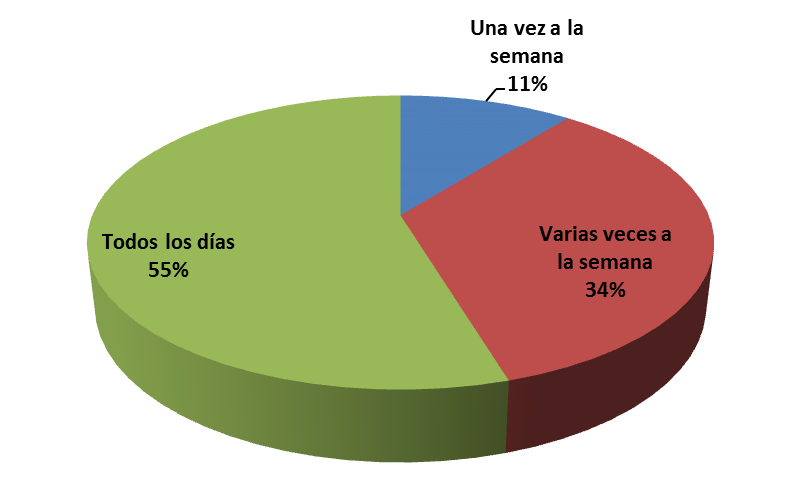 Una vez a la
semana
11%
Varias veces a
la semana
34%
Todos los días
55%